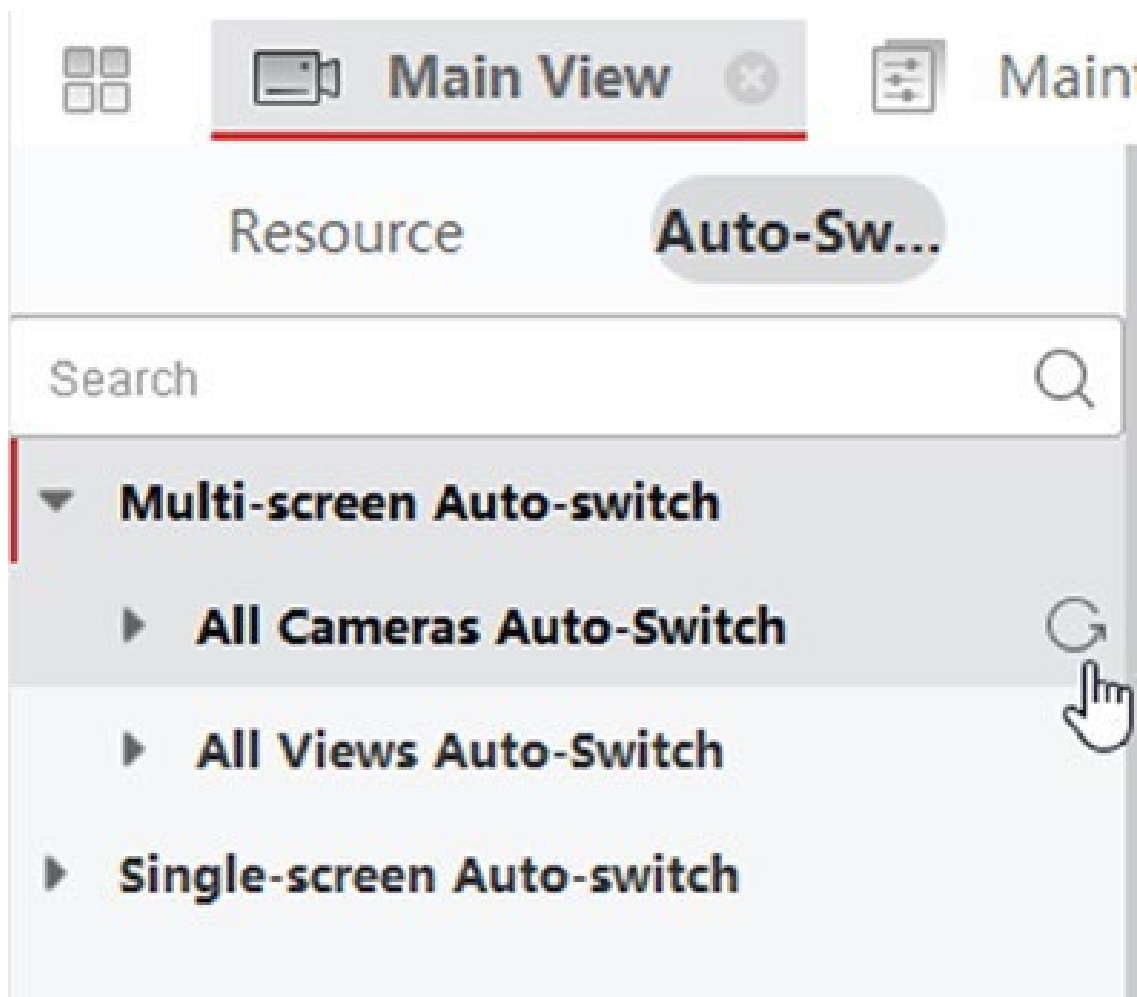 Main View Maint
Resource Auto-Sw...
Search
Multi-screen Auto-switch
All Cameras Auto-Switch
All Views Auto-Switch
Single-screen Auto-switch